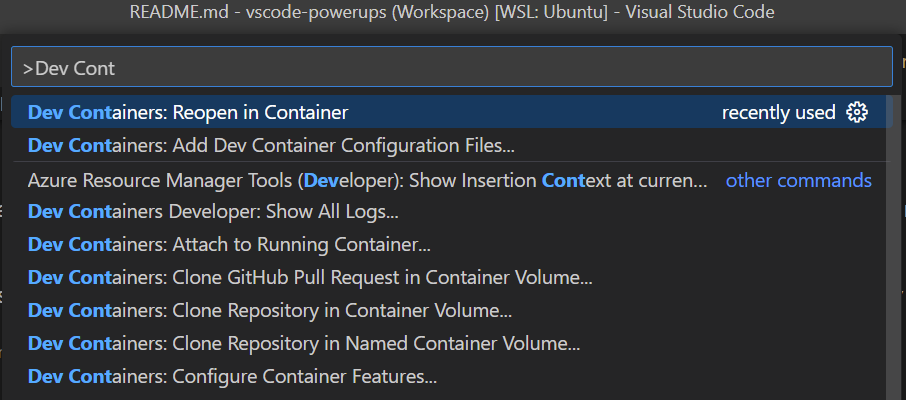 README.md - vscode-powerups (Workspace) [WSL: Ubuntu] - Visual Studio Code
>Dev Cont
Dev Containers: Reopen in Container recently used
Dev Containers: Add Dev Container Configuration Files...
Azure Resource Manager Tools (Developer): Show Insertion Context at curren... other commands
Dev Containers Developer: Show All Logs...
Dev Containers: Attach to Running Container...
Dev Containers: Clone GitHub Pull Request in Container Volume...
Dev Containers: Clone Repository in Container Volume...
Dev Containers: Clone Repository in Named Container Volume...
Dev Containers: Configure Container Features...